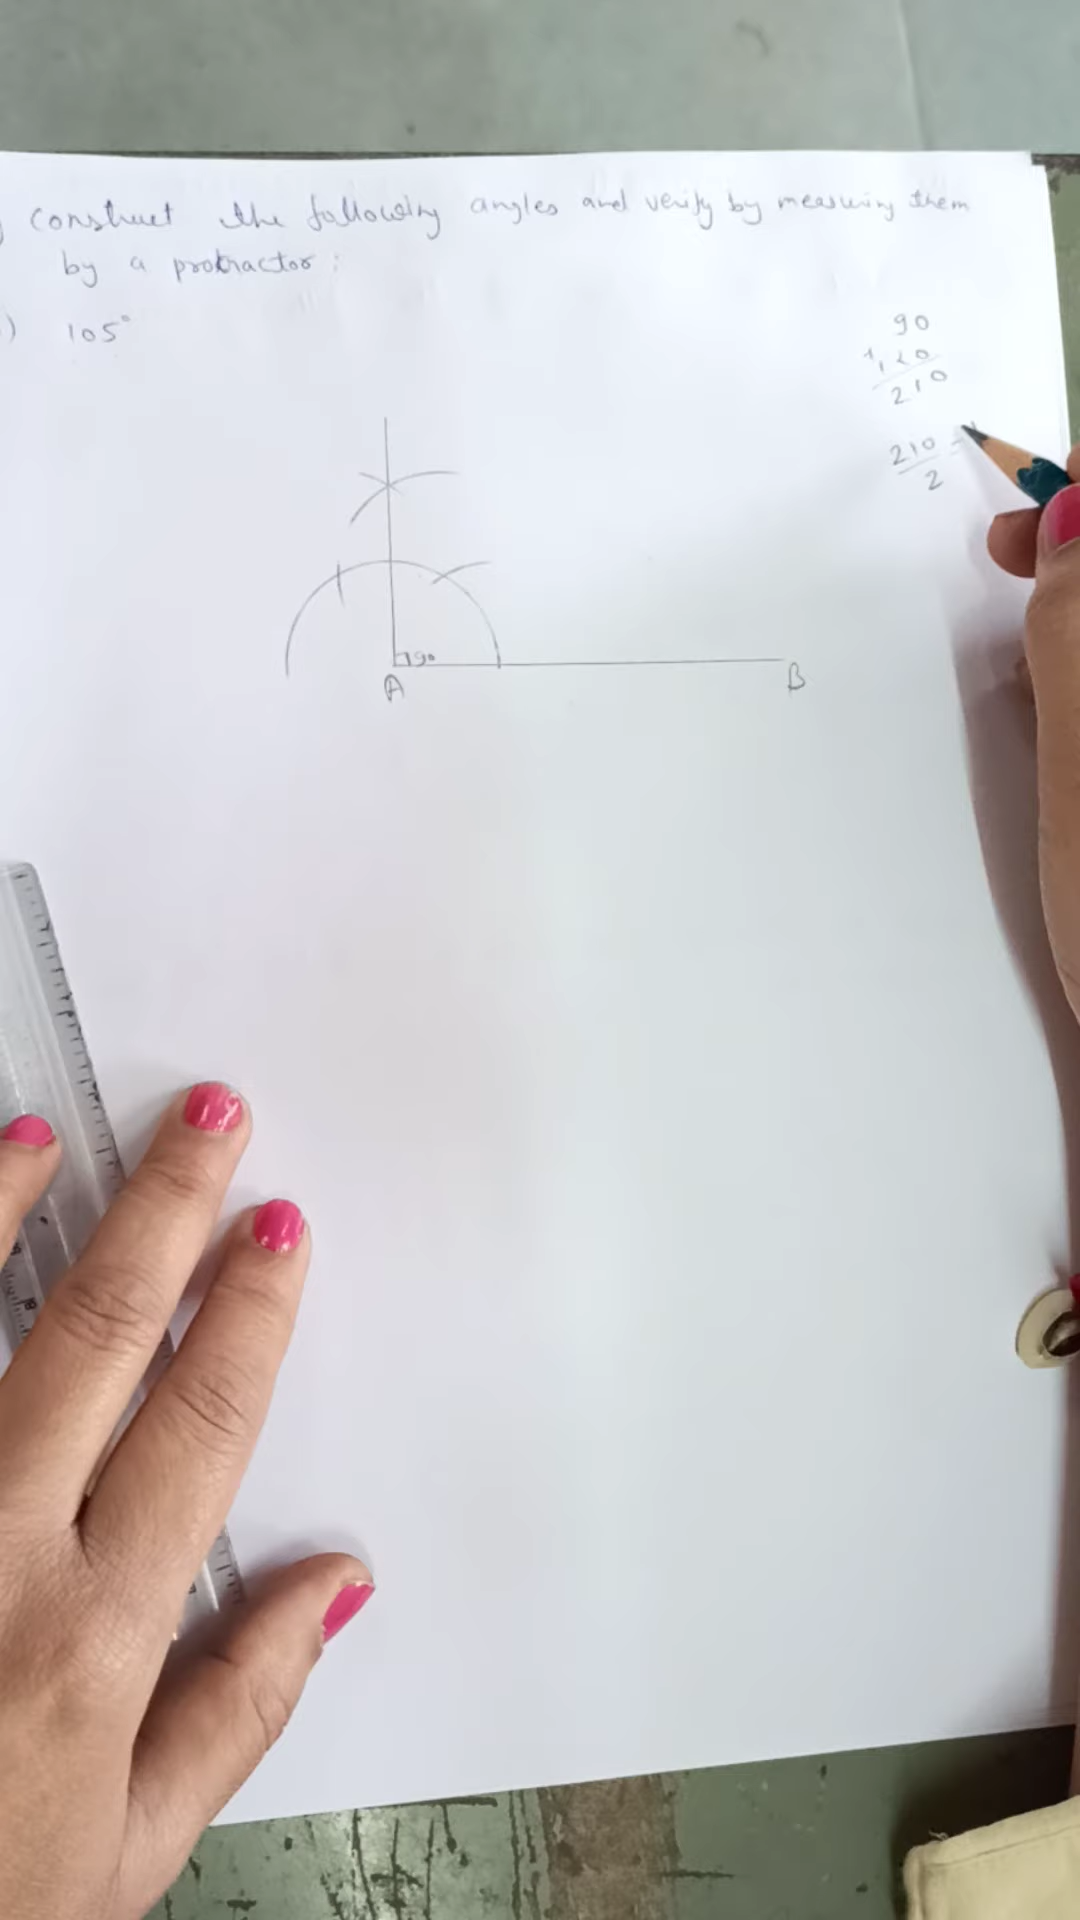 construct the following angles and verify by measuring them
by a protractor :
) 105°
90
120
210
210
2
=
90
A
B